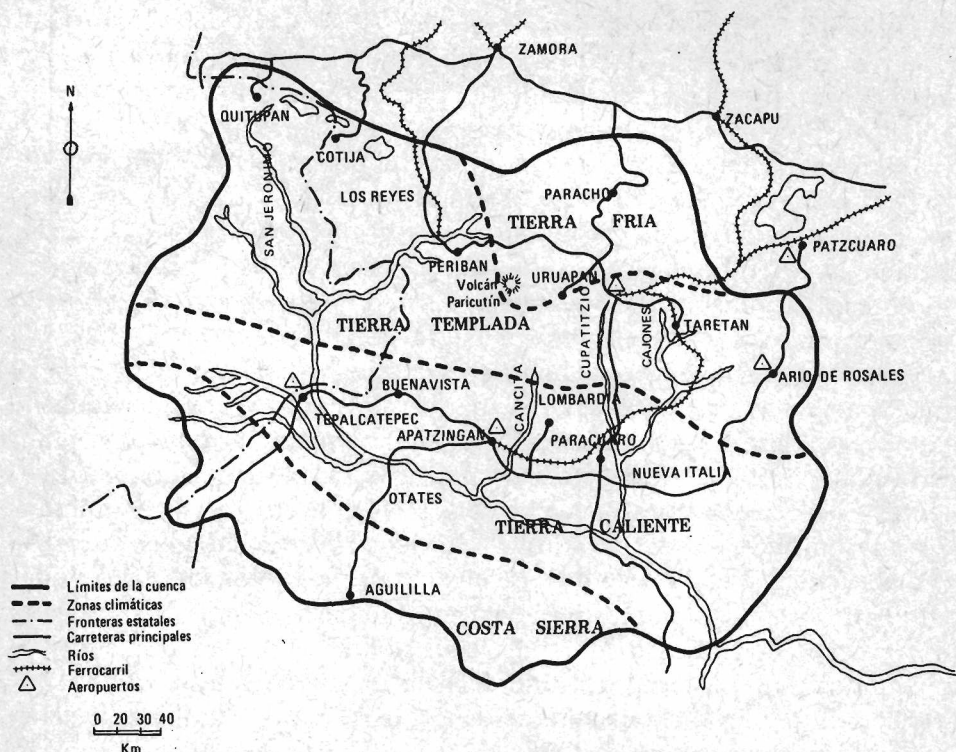 ZAMORA
N
ZACAPU
QUITUPAN
COTIJA
SAN JERONIMO
LOS REYES
PARACHO
TIERRA FRIA
PATZCUARO
PERIBAN
Volcán
Paricutín
URUAPAN
CUPATITZIO
CAJONES
TARETAN
TIERRA TEMPLADA
ARIO DE ROSALES
BUENAVISTA
CANCITA
LOMBARDIA
TEPALCATEPEC
APATZINGAN
PARACUARO
NUEVA ITALIA
OTATES
TIERRA CALIENTE
AGUILILLA
COSTA SIERRA
Límites de la cuenca
Zonas climáticas
Fronteras estatales
Carreteras principales
Ríos
Ferrocarril
Aeropuertos
0 20 30 40
Km